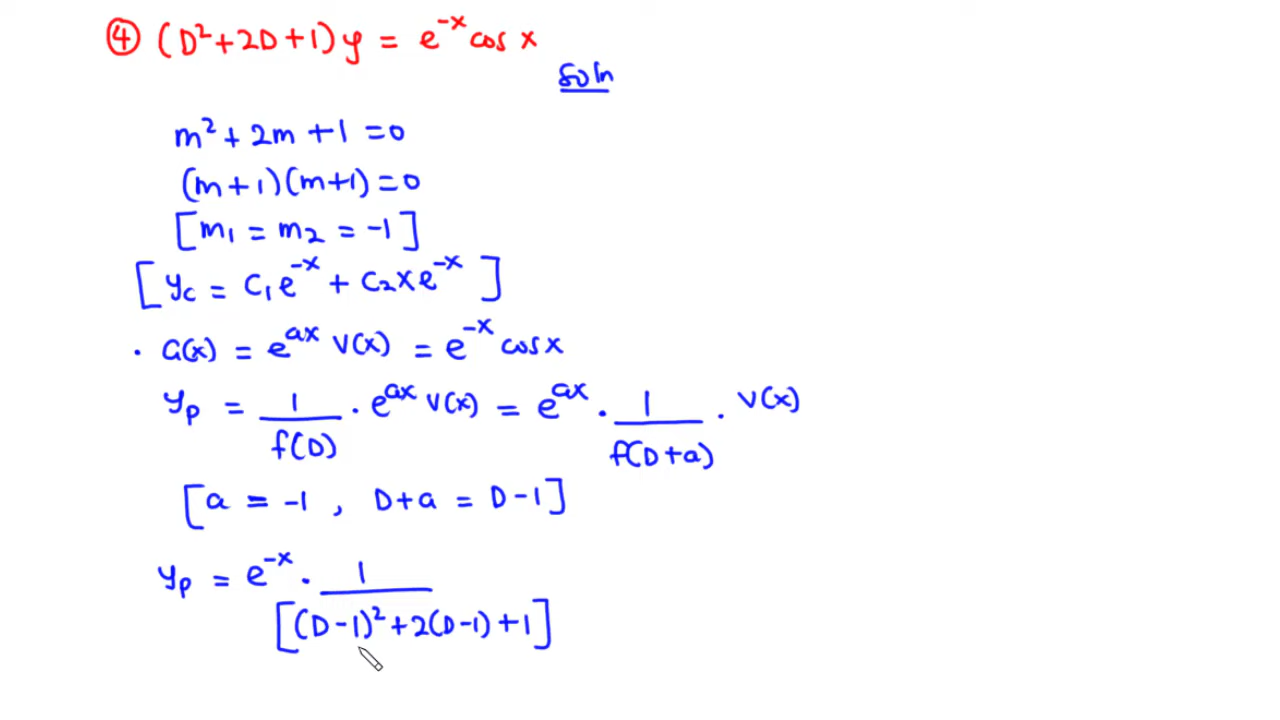 ④ (D²+2D+1)y = e^{-x} cos x
Soln
m² + 2m + 1 = 0
(m+1)(m+1) = 0
[m₁ = m₂ = -1]
[y_c = C₁e^{-x} + C₂xe^{-x}]
. G(x) = e^{ax} V(x) = e^{-x} cos x
y_p = 1/f(D) · e^{ax} V(x) = e^{ax} · 1/f(D+a) · V(x)
[a = -1, D+a = D-1]
y_p = e^{-x} · 1/[(D-1)² + 2(D-1) + 1]